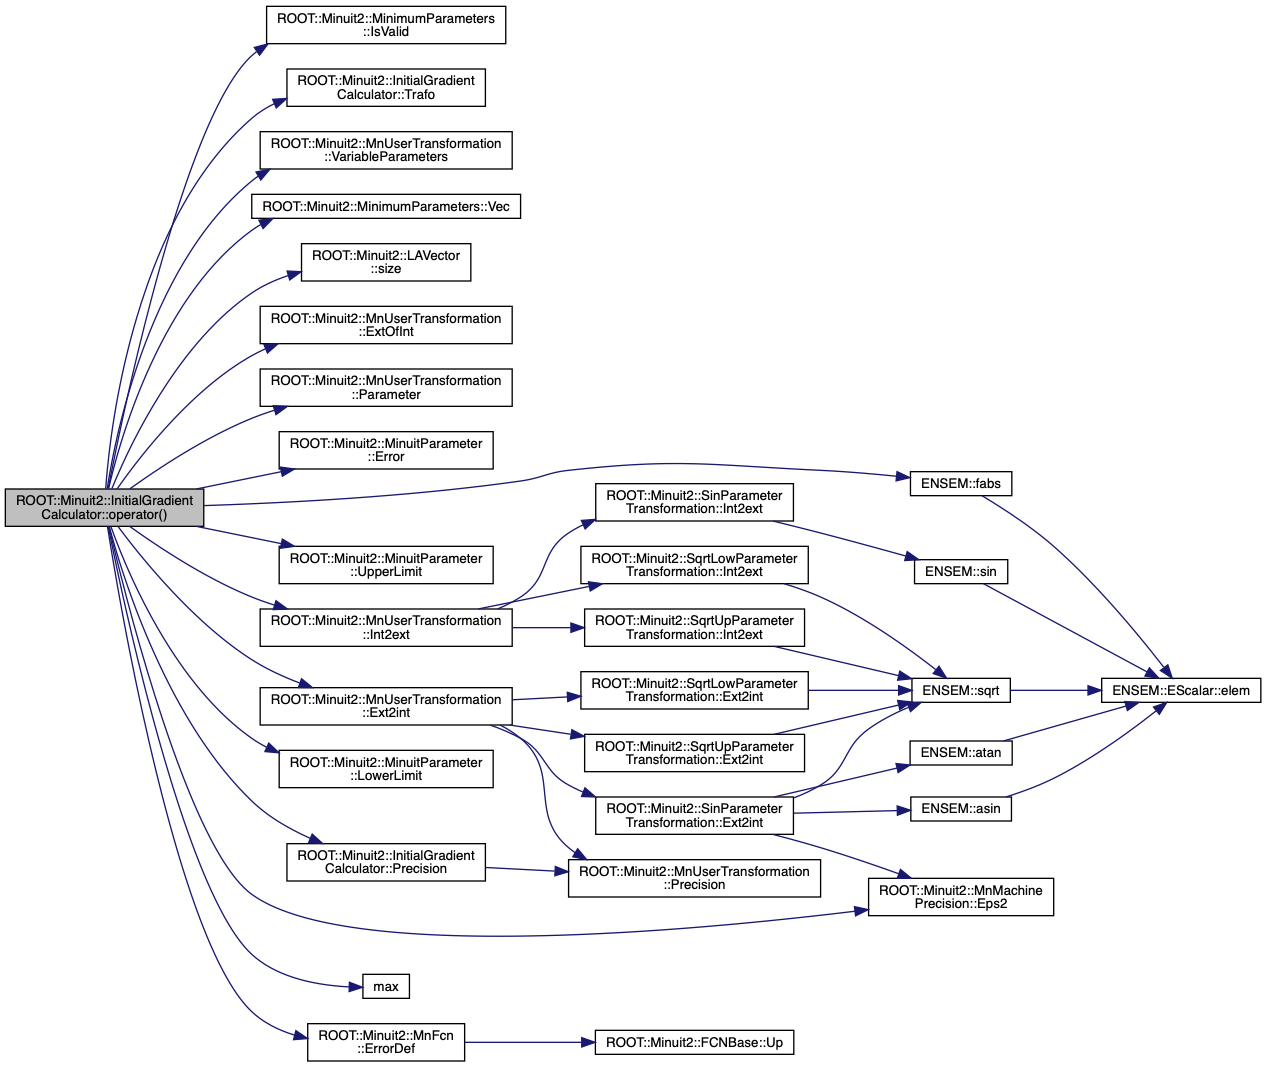 ROOT::Minuit2::MinimumParameters
::IsValid
ROOT::Minuit2::InitialGradient
Calculator::Trafo
ROOT::Minuit2::MnUserTransformation
::VariableParameters
ROOT::Minuit2::MinimumParameters::Vec
ROOT::Minuit2::LAVector
::size
ROOT::Minuit2::MnUserTransformation
::ExtOfInt
ROOT::Minuit2::MnUserTransformation
::Parameter
ROOT::Minuit2::MinuitParameter
::Error
ROOT::Minuit2::InitialGradient
Calculator::operator()
ROOT::Minuit2::MinuitParameter
::UpperLimit
ROOT::Minuit2::MnUserTransformation
::Int2ext
ROOT::Minuit2::MnUserTransformation
::Ext2int
ROOT::Minuit2::MinuitParameter
::LowerLimit
ROOT::Minuit2::InitialGradient
Calculator::Precision
max
ROOT::Minuit2::MnFcn
::ErrorDef
ROOT::Minuit2::SinParameter
Transformation::Int2ext
ROOT::Minuit2::SqrtLowParameter
Transformation::Int2ext
ROOT::Minuit2::SqrtUpParameter
Transformation::Int2ext
ROOT::Minuit2::SqrtLowParameter
Transformation::Ext2int
ROOT::Minuit2::SqrtUpParameter
Transformation::Ext2int
ROOT::Minuit2::SinParameter
Transformation::Ext2int
ROOT::Minuit2::MnUserTransformation
::Precision
ROOT::Minuit2::FCNBase::Up
ENSEM::fabs
ENSEM::sin
ENSEM::sqrt
ENSEM::atan
ENSEM::asin
ROOT::Minuit2::MnMachine
Precision::Eps2
ENSEM::EScalar::elem